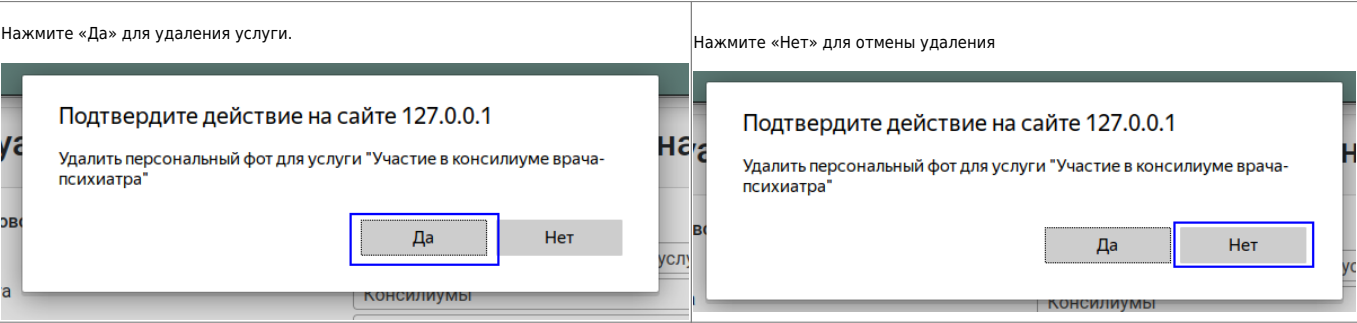 Нажмите «Да» для удаления услуги.
Подтвердите действие на сайте 127.0.0.1
Удалить персональный фот для услуги "Участие в консилиуме врача-
психиатра"
Да Нет
Консилиумы
Нажмите «Нет» для отмены удаления
Подтвердите действие на сайте 127.0.0.1
Удалить персональный фот для услуги "Участие в консилиуме врача-
психиатра"
Да Нет
Консилиумы